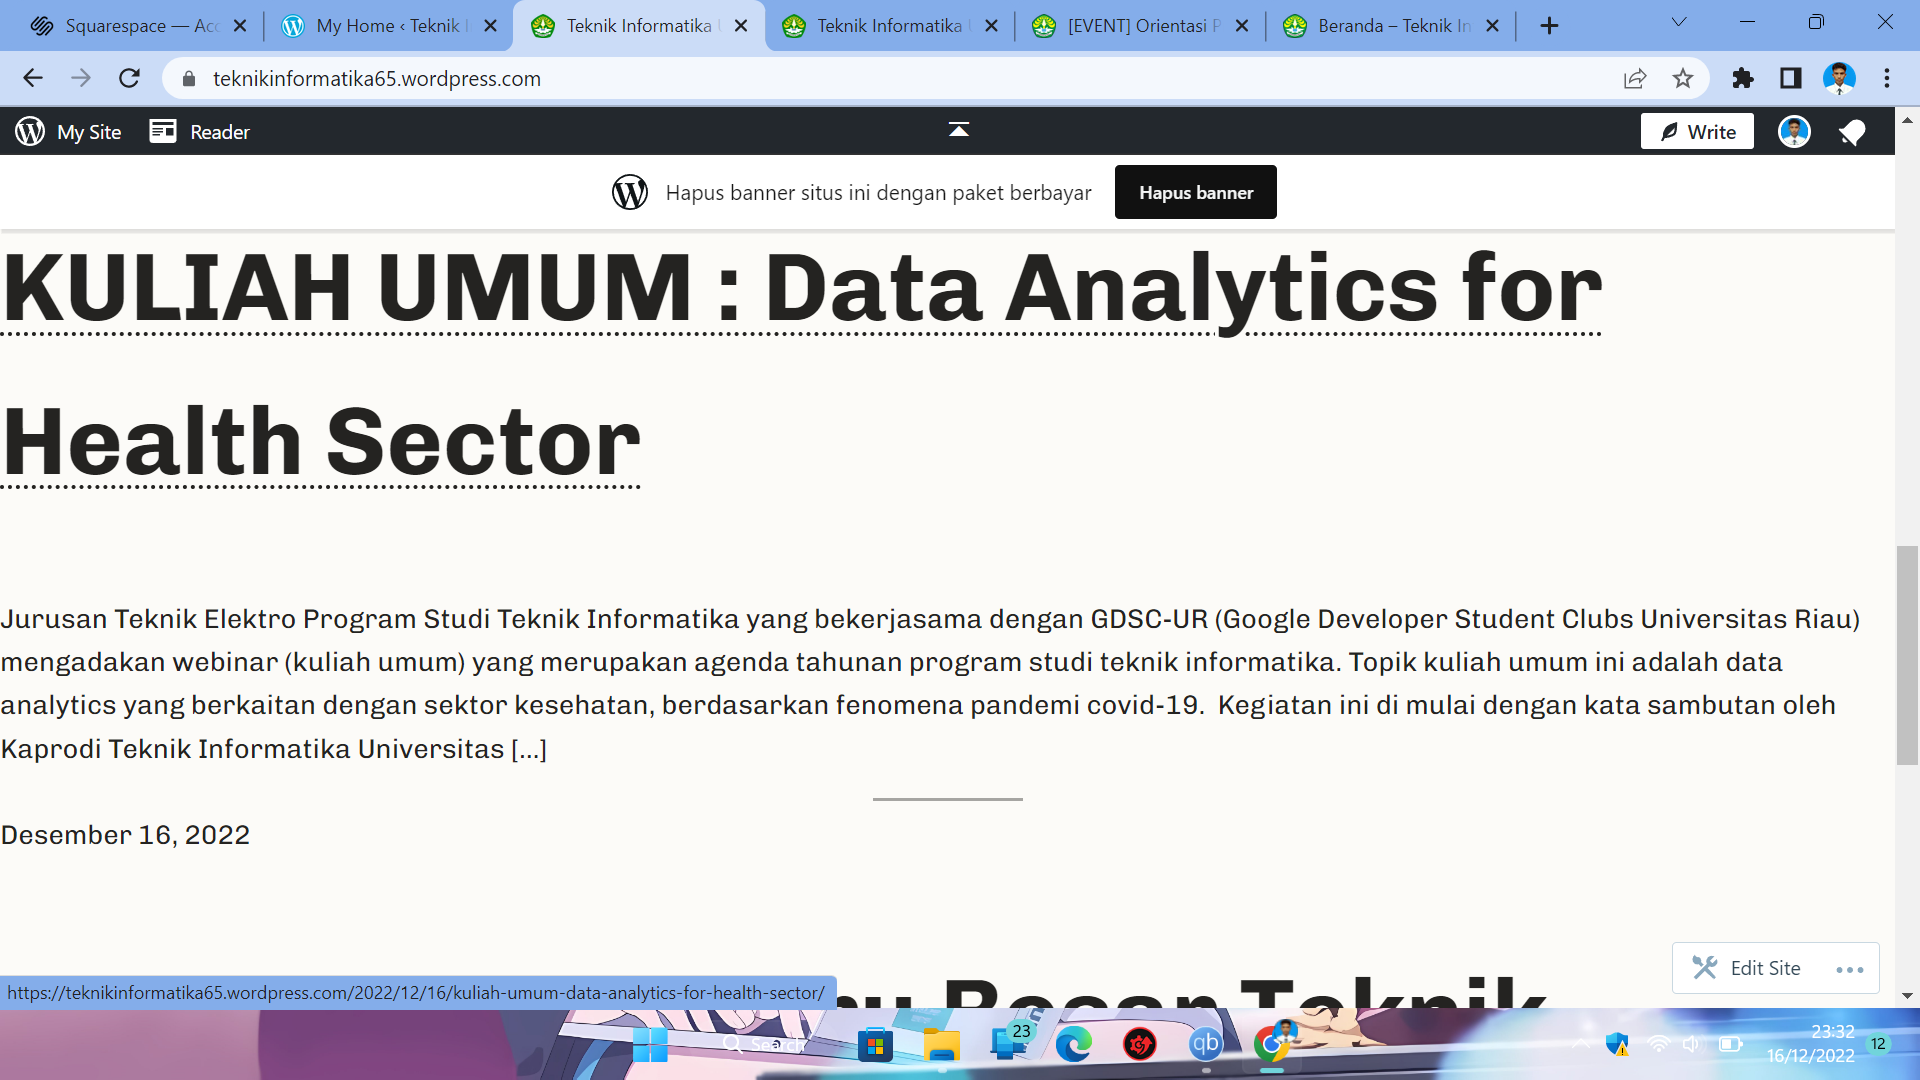 Squarespace — Acc
My Home ‹ Teknik I
Teknik Informatika U
Teknik Informatika U
[EVENT] Orientasi P
Beranda – Teknik In
teknikinformatika65.wordpress.com
My Site
Reader
Write
Hapus banner situs ini dengan paket berbayar
Hapus banner
KULIAH UMUM : Data Analytics for
Health Sector
Jurusan Teknik Elektro Program Studi Teknik Informatika yang bekerjasama dengan GDSC-UR (Google Developer Student Clubs Universitas Riau)
mengadakan webinar (kuliah umum) yang merupakan agenda tahunan program studi teknik informatika. Topik kuliah umum ini adalah data
analytics yang berkaitan dengan sektor kesehatan, berdasarkan fenomena pandemi covid-19.  Kegiatan ini di mulai dengan kata sambutan oleh
Kaprodi Teknik Informatika Universitas […]
Desember 16, 2022
Edit Site
Besar Teknik
https://teknikinformatika65.wordpress.com/2022/12/16/kuliah-umum-data-analytics-for-health-sector/
Search
23
qb
23:32
16/12/2022
12